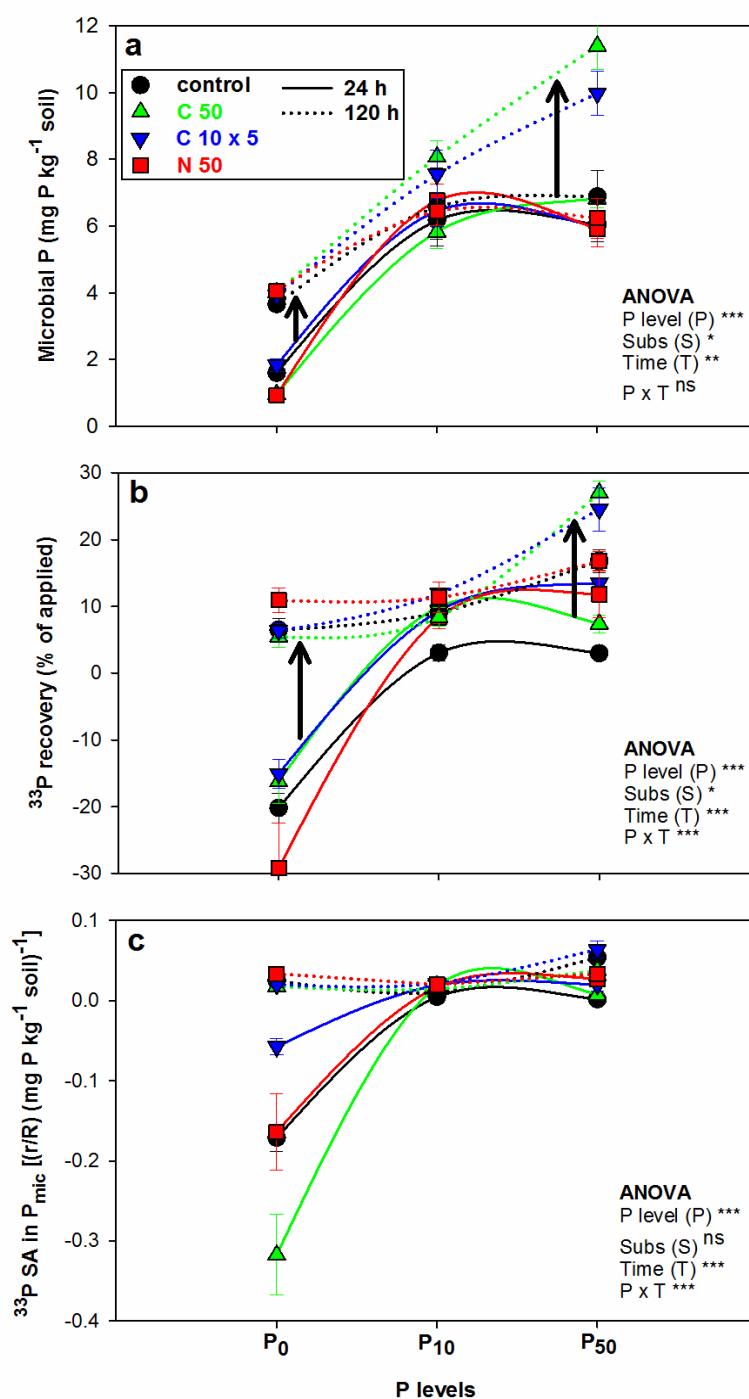 12
a
control
24 h
10
C 50
120 h
C 10 x 5
8
N 50
6
4
2
0
Microbial P (mg P kg⁻¹ soil)
ANOVA
P level (P) ***
Subs (S) *
Time (T) **
P x T ns
30
b
20
10
0
-10
-20
-30
³³P recovery (% of applied)
ANOVA
P level (P) ***
Subs (S) *
Time (T) ***
P x T ***
0.1
c
0.0
-0.1
-0.2
-0.3
-0.4
³³P SA in Pmic [(r/R) (mg P kg⁻¹ soil)⁻¹]
ANOVA
P level (P) ***
Subs (S) ns
Time (T) ***
P x T ***
P₀ P₁₀ P₅₀
P levels